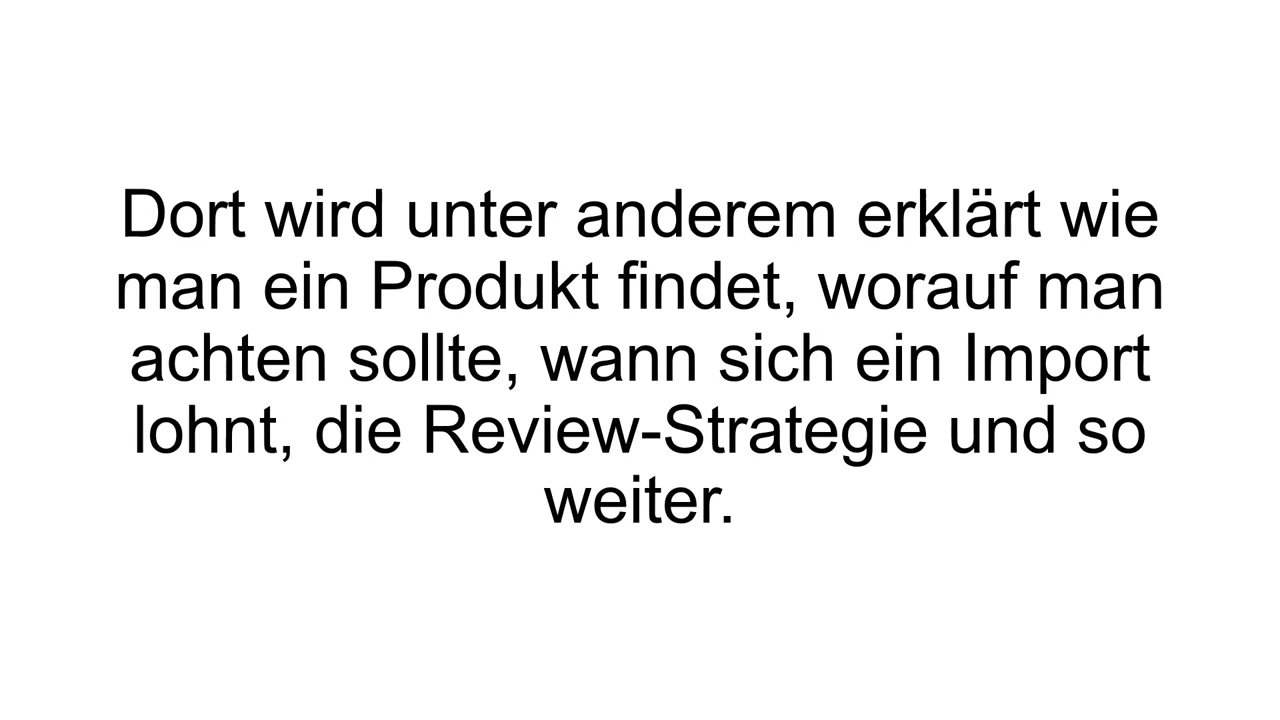 Dort wird unter anderem erklärt wie
man ein Produkt findet, worauf man
achten sollte, wann sich ein Import
lohnt, die Review-Strategie und so
weiter.